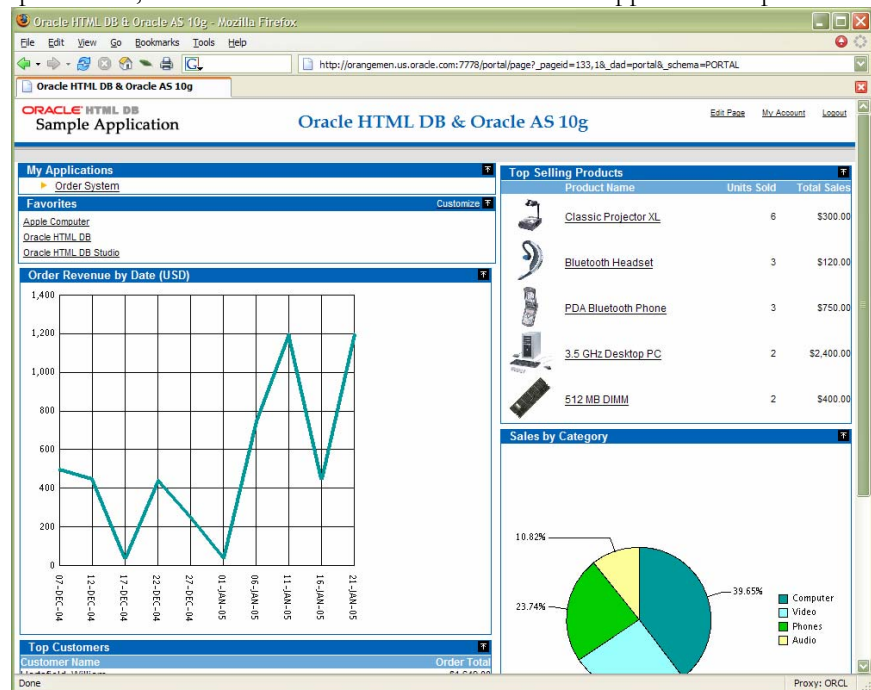 Oracle HTML DB & Oracle AS 10g - Mozilla Firefox
File Edit View Go Bookmarks Tools Help
G
http://orangemen.us.oracle.com:7778/portal/page?_pageid=133,1&_dad=portal&_schema=PORTAL
Oracle HTML DB & Oracle AS 10g
ORACLE HTML DB
Sample Application
Oracle HTML DB & Oracle AS 10g
Edit Page My Account Logout
My Applications
Order System
Favorites
Customize
Apple Computer
Oracle HTML DB
Oracle HTML DB Studio
Order Revenue by Date (USD)
1,400
1,200
1,000
800
600
400
200
0
07-DEC-04
12-DEC-04
17-DEC-04
22-DEC-04
27-DEC-04
01-JAN-05
06-JAN-05
11-JAN-05
16-JAN-05
21-JAN-05
Top Customers
Customer Name Order Total
Top Selling Products
Product Name Units Sold Total Sales
Classic Projector XL 6 $300.00
Bluetooth Headset 3 $120.00
PDA Bluetooth Phone 3 $750.00
3.5 GHz Desktop PC 2 $2,400.00
512 MB DIMM 2 $400.00
Sales by Category
10.82%
39.65%
23.74%
Computer
Video
Phones
Audio
Done
Proxy: ORCL